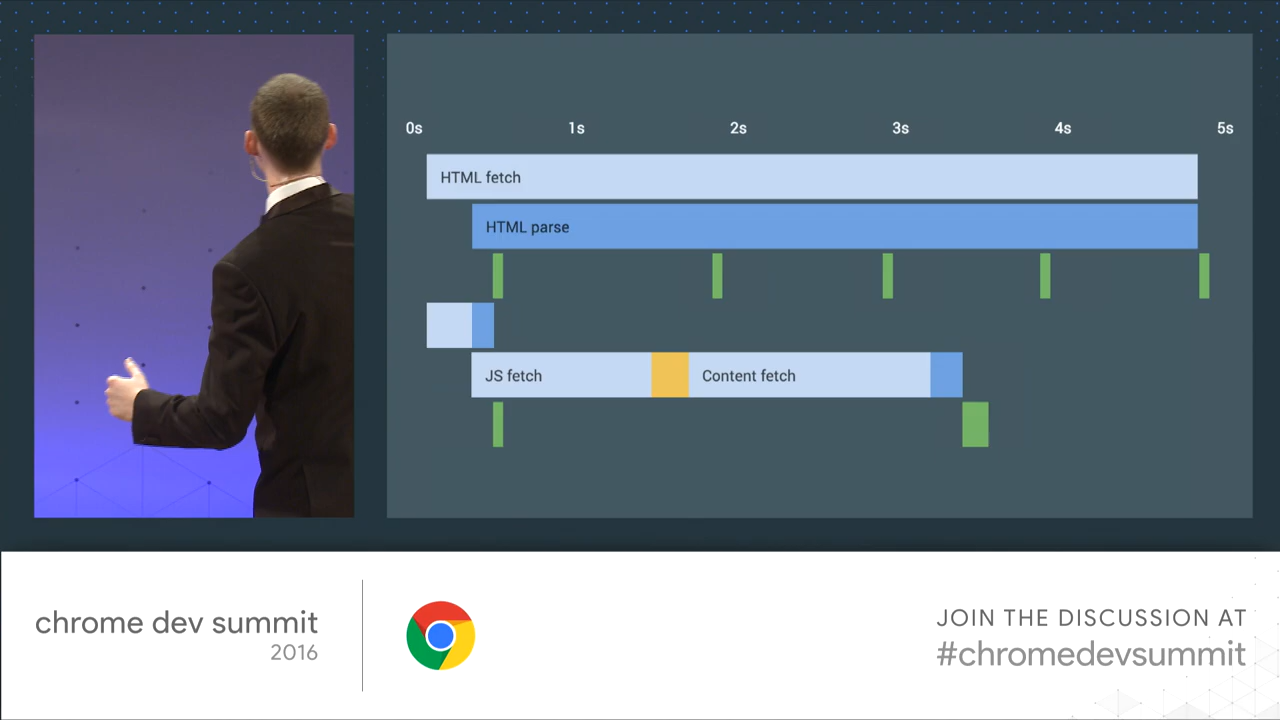 0s 1s 2s 3s 4s 5s
HTML fetch
HTML parse
JS fetch Content fetch
chrome dev summit
2016
JOIN THE DISCUSSION AT
#chromedevsummit